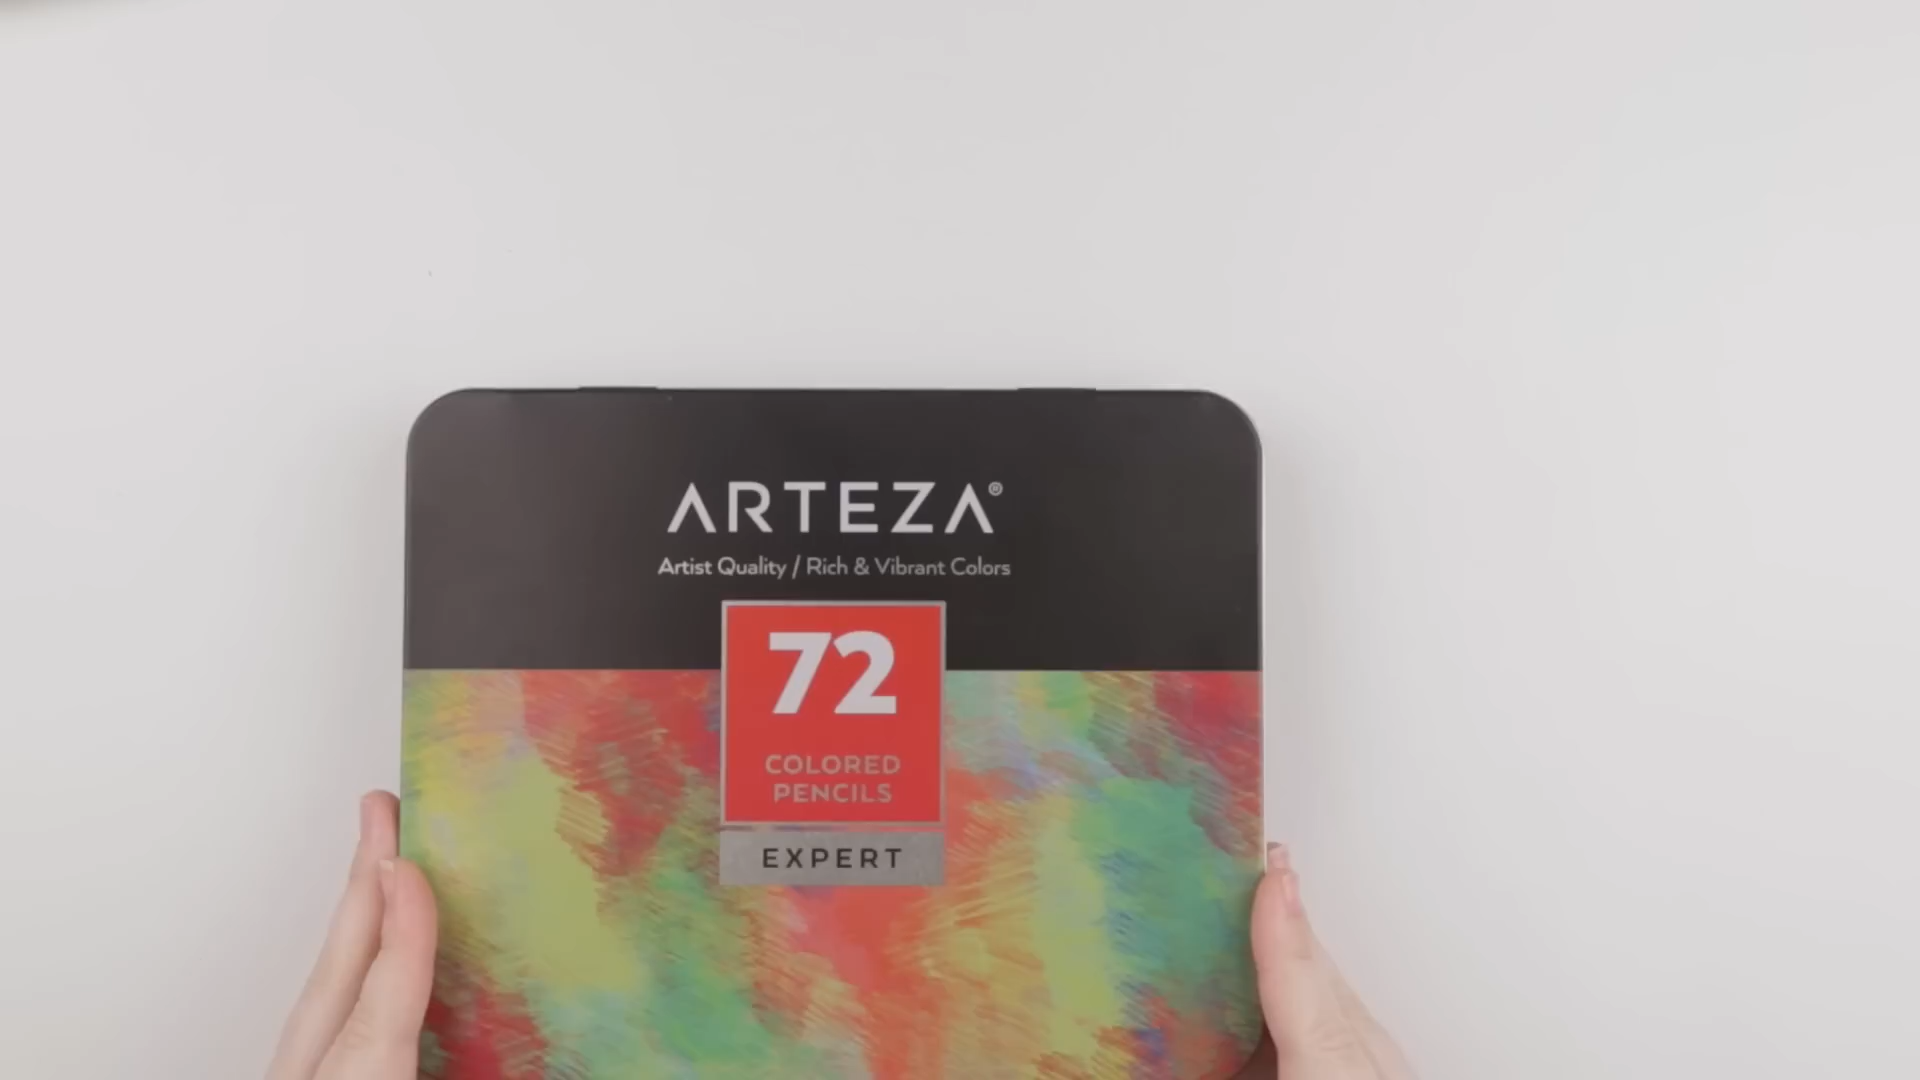 ARTEZA®
Artist Quality / Rich & Vibrant Colors
72
COLORED
PENCILS
EXPERT